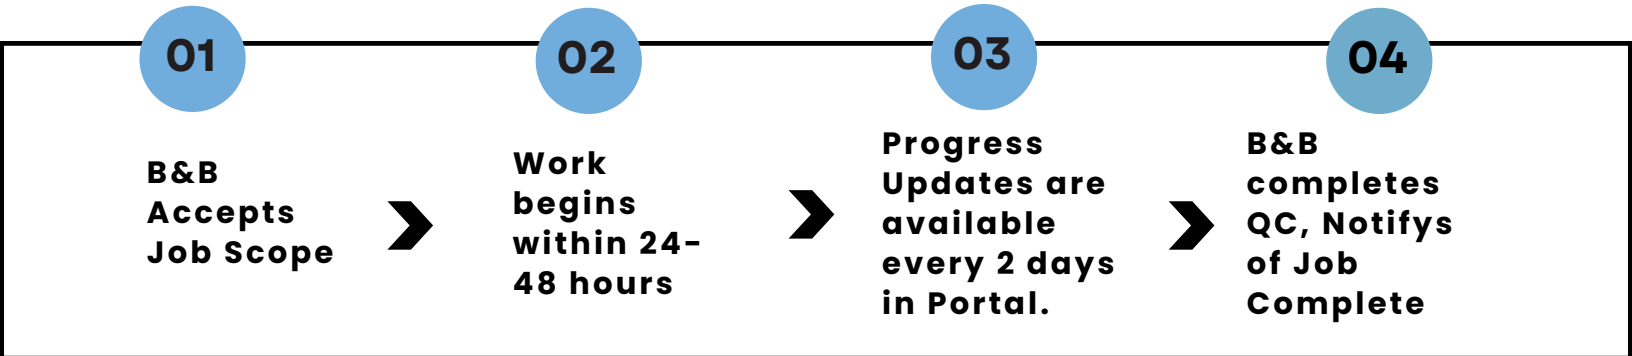 01
B&B
Accepts
Job Scope
02
Work
begins
within 24-
48 hours
03
Progress
Updates are
available
every 2 days
in Portal.
04
B&B
completes
QC, Notifys
of Job
Complete